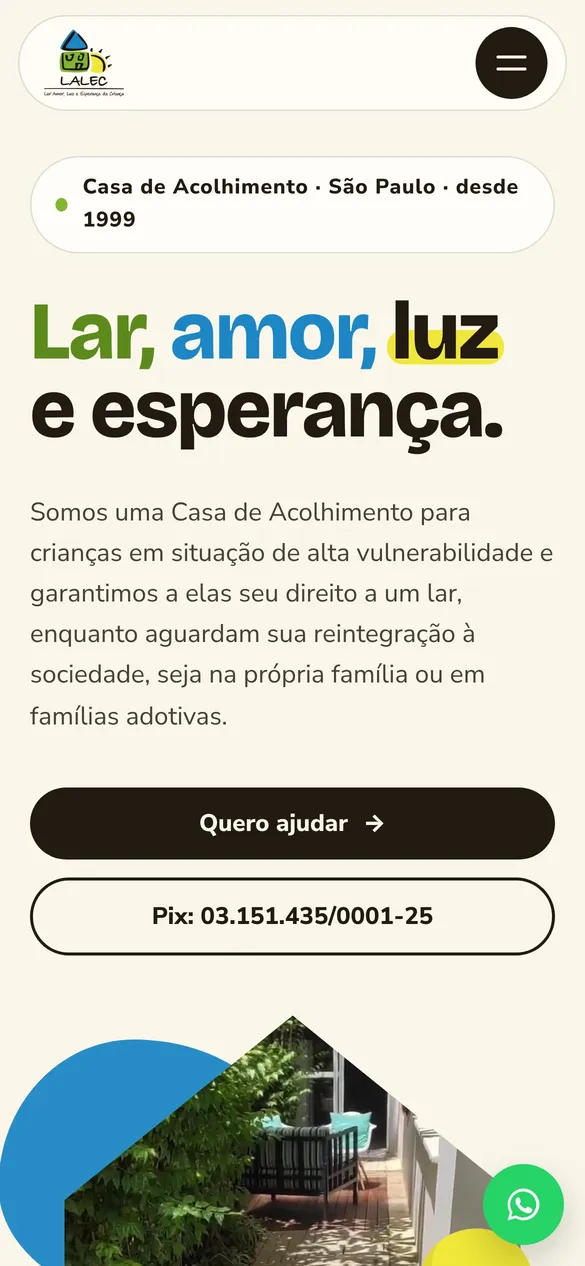 LALEC
Lar Amor, Luz e Esperança da Criança
Casa de Acolhimento · São Paulo · desde
1999
Lar, amor, luz
e esperança.
Somos uma Casa de Acolhimento para
crianças em situação de alta vulnerabilidade e
garantimos a elas seu direito a um lar,
enquanto aguardam sua reintegração à
sociedade, seja na própria família ou em
famílias adotivas.
Quero ajudar →
Pix: 03.151.435/0001-25